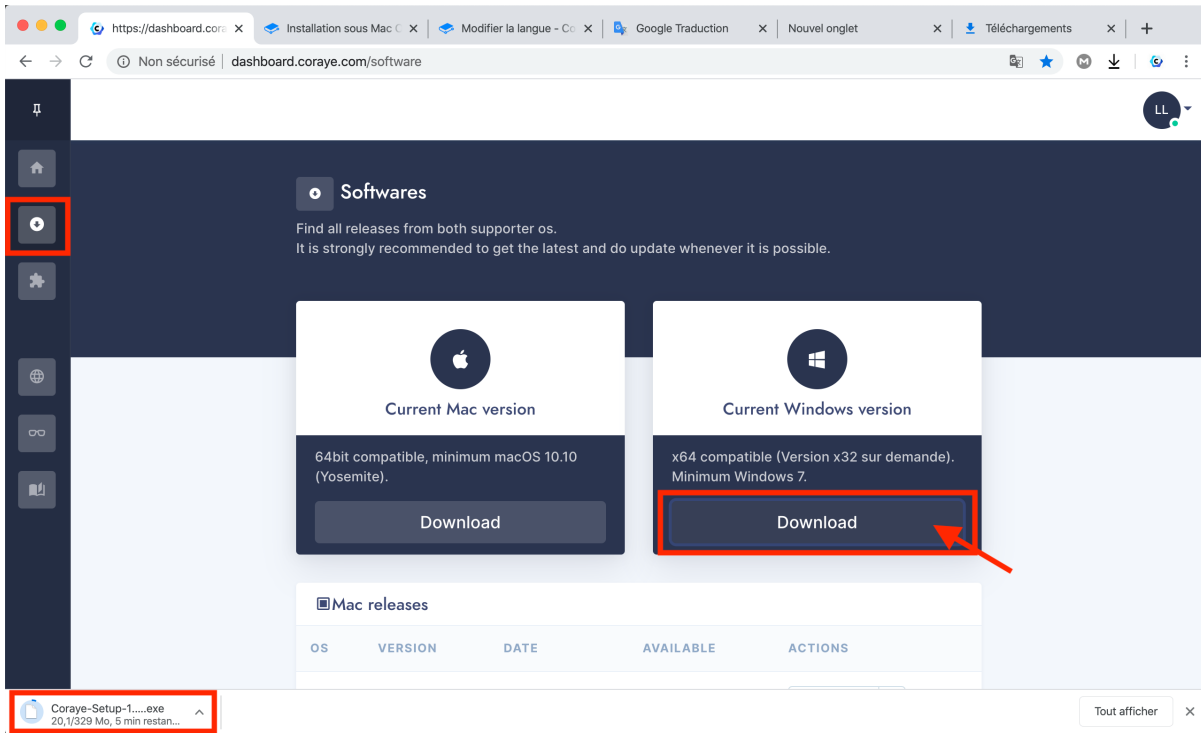 https://dashboard.cora
Installation sous Mac O
Modifier la langue - Co
Google Traduction
Nouvel onglet
Téléchargements
Non sécurisé
dashboard.coraye.com/software
LL
Softwares
Find all releases from both supporter os.
It is strongly recommended to get the latest and do update whenever it is possible.
Current Mac version
64bit compatible, minimum macOS 10.10
(Yosemite).
Download
Current Windows version
x64 compatible (Version x32 sur demande).
Minimum Windows 7.
Download
Mac releases
OS VERSION DATE AVAILABLE ACTIONS
Coraye-Setup-1.....exe
20,1/329 Mo, 5 min restan...
Tout afficher